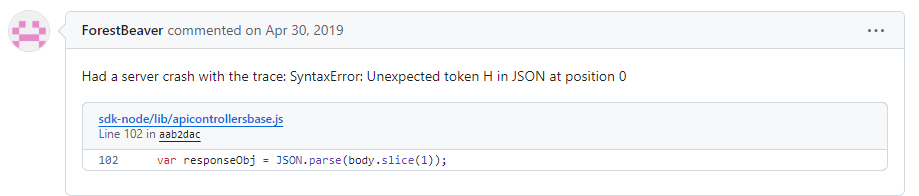 ForestBeaver commented on Apr 30, 2019
Had a server crash with the trace: SyntaxError: Unexpected token H in JSON at position 0
sdk-node/lib/apicontrollersbase.js
Line 102 in aab2dac
102 var responseObj = JSON.parse(body.slice(1));